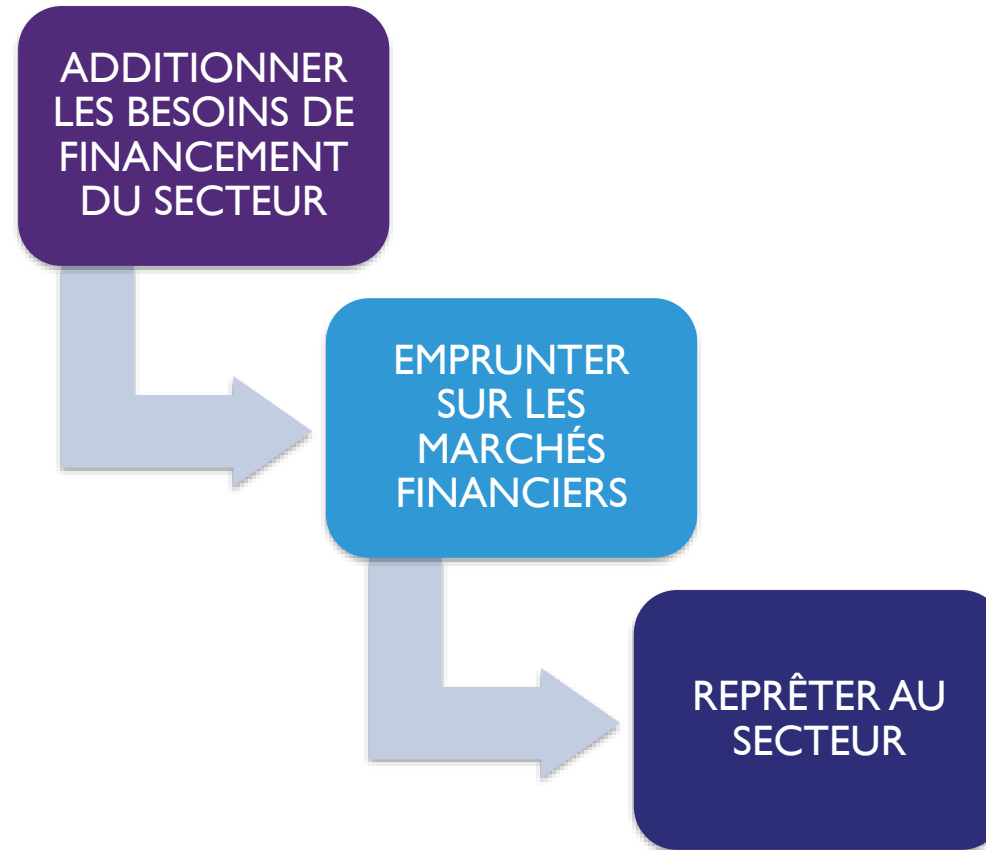 ADDITIONNER
LES BESOINS DE
FINANCEMENT
DU SECTEUR
EMPRUNTER
SUR LES
MARCHÉS
FINANCIERS
REPRÊTER AU
SECTEUR